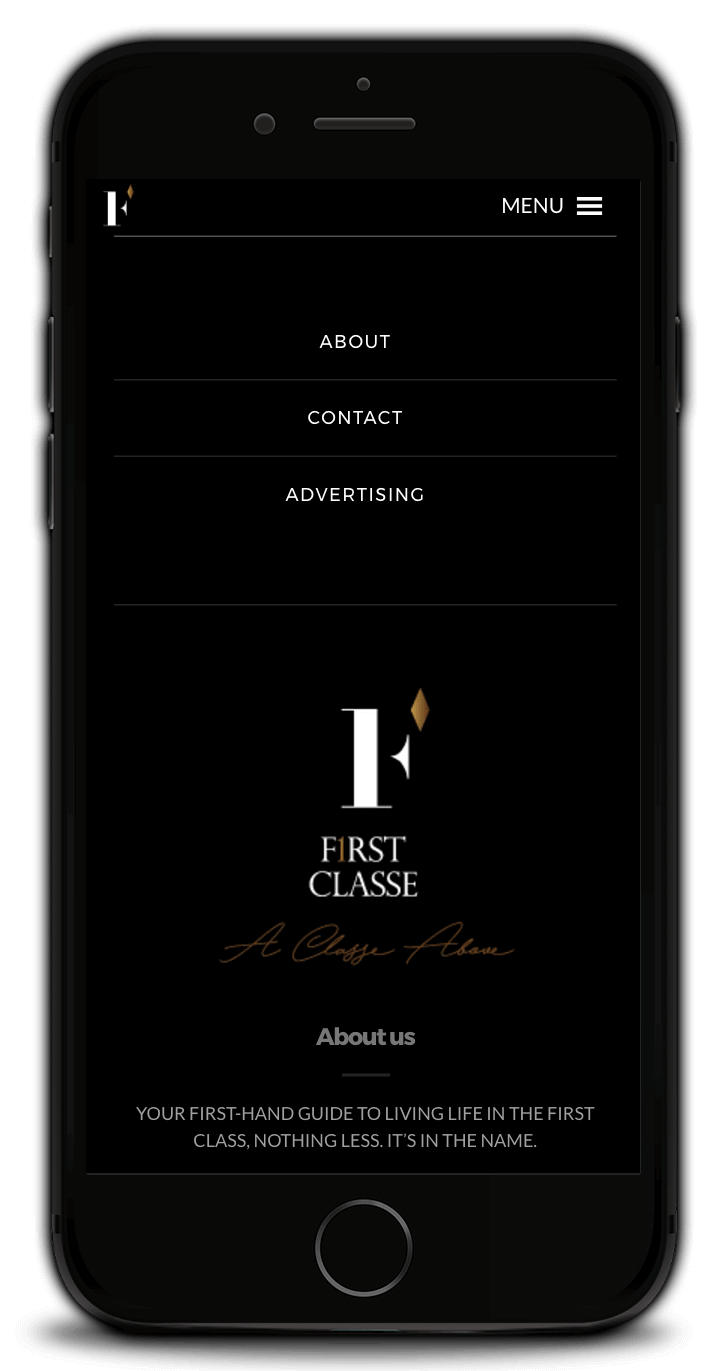 F
MENU
ABOUT
CONTACT
ADVERTISING
F
F1RST
CLASSE
A Classe Above
About us
YOUR FIRST-HAND GUIDE TO LIVING LIFE IN THE FIRST
CLASS, NOTHING LESS. IT’S IN THE NAME.